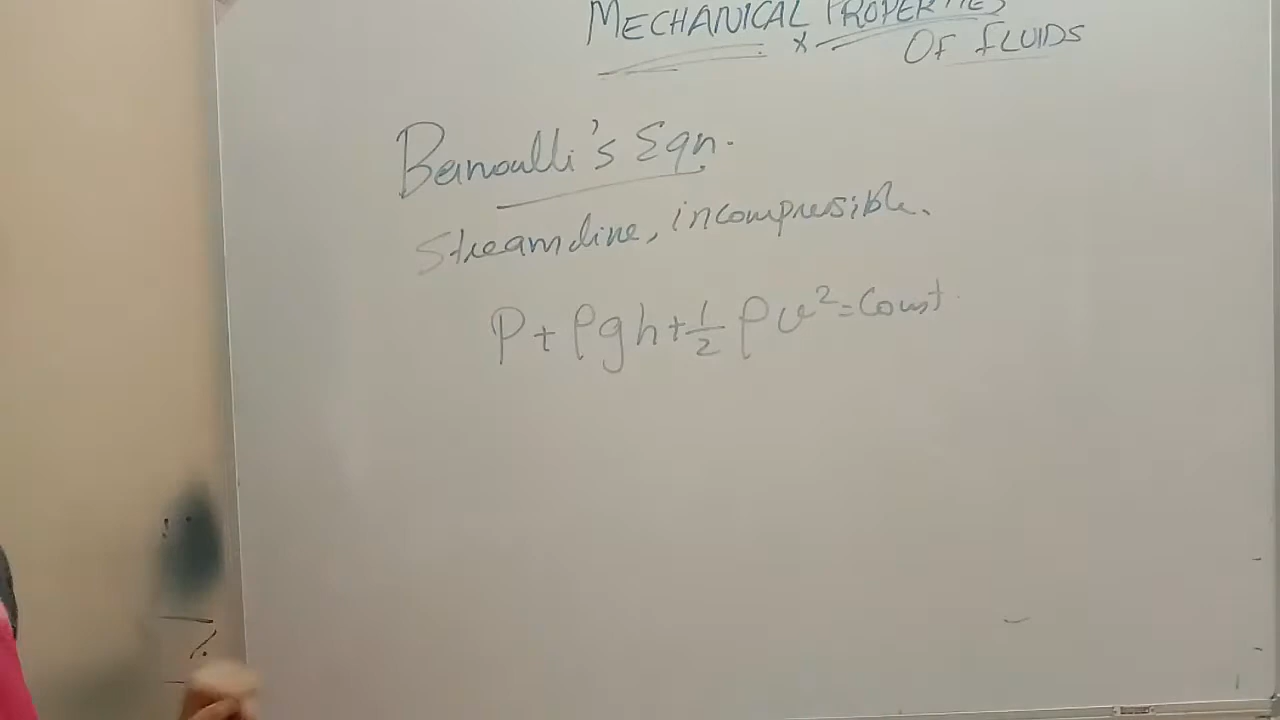 MECHANICAL PROPERTIES
OF FLUIDS
Bernoulli's Eqn.
Streamline, incompressible.
P + ρgh + 1/2 ρv² = Const.